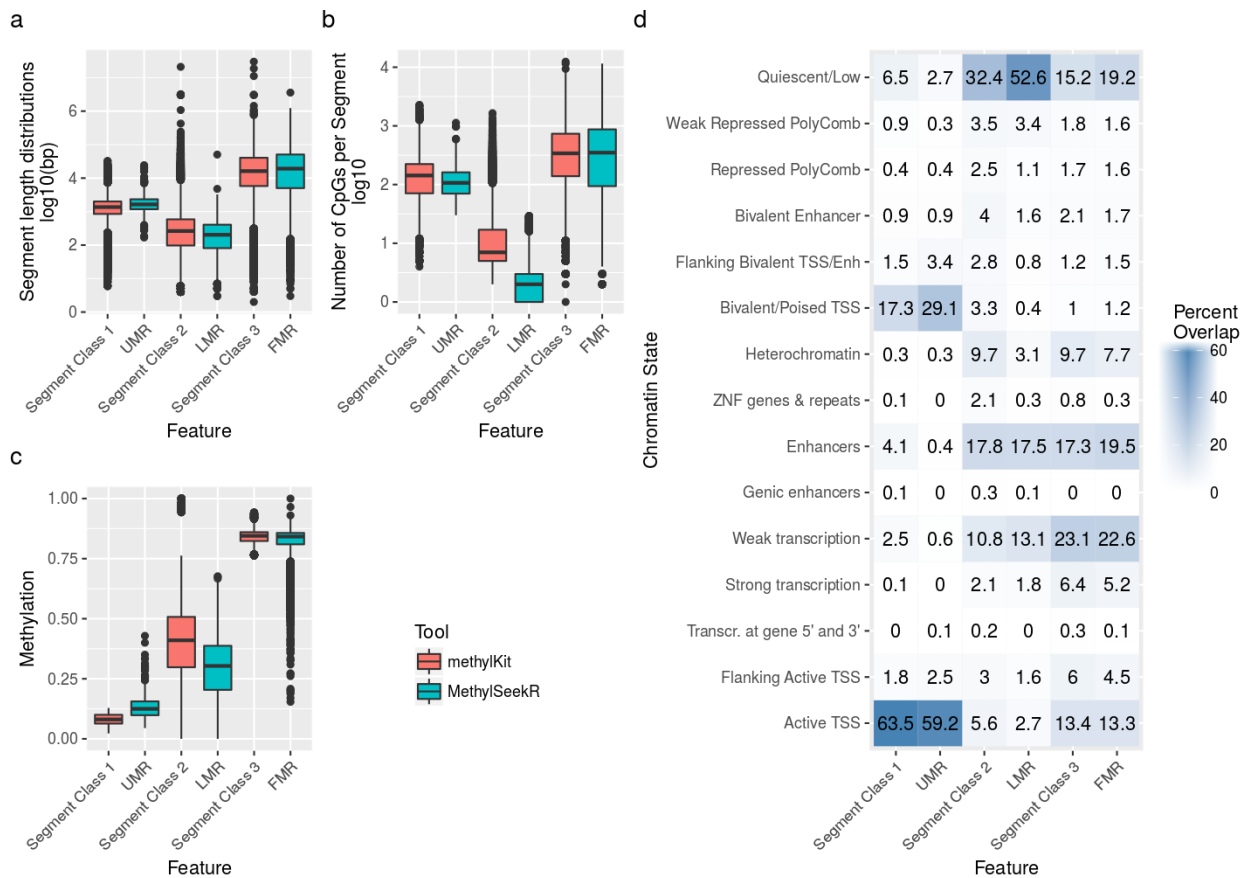 a
Segment length distributions
log10(bp)
6
4
2
0
Segment Class 1
UMR
Segment Class 2
LMR
Segment Class 3
FMR
Feature
b
Number of CpGs per Segment
log10
4
3
2
1
0
Segment Class 1
UMR
Segment Class 2
LMR
Segment Class 3
FMR
Feature
c
Methylation
1.00
0.75
0.50
0.25
0.00
Segment Class 1
UMR
Segment Class 2
LMR
Segment Class 3
FMR
Feature
Tool
methylKit
MethylSeekR
d
Chromatin State
Quiescent/Low 6.5 2.7 32.4 52.6 15.2 19.2
Weak Repressed PolyComb 0.9 0.3 3.5 3.4 1.8 1.6
Repressed PolyComb 0.4 0.4 2.5 1.1 1.7 1.6
Bivalent Enhancer 0.9 0.9 4 1.6 2.1 1.7
Flanking Bivalent TSS/Enh 1.5 3.4 2.8 0.8 1.2 1.5
Bivalent/Poised TSS 17.3 29.1 3.3 0.4 1 1.2
Heterochromatin 0.3 0.3 9.7 3.1 9.7 7.7
ZNF genes & repeats 0.1 0 2.1 0.3 0.8 0.3
Enhancers 4.1 0.4 17.8 17.5 17.3 19.5
Genic enhancers 0.1 0 0.3 0.1 0 0
Weak transcription 2.5 0.6 10.8 13.1 23.1 22.6
Strong transcription 0.1 0 2.1 1.8 6.4 5.2
Transcr. at gene 5' and 3' 0 0.1 0.2 0 0.3 0.1
Flanking Active TSS 1.8 2.5 3 1.6 6 4.5
Active TSS 63.5 59.2 5.6 2.7 13.4 13.3
Segment Class 1
UMR
Segment Class 2
LMR
Segment Class 3
FMR
Feature
Percent
Overlap
60
40
20
0